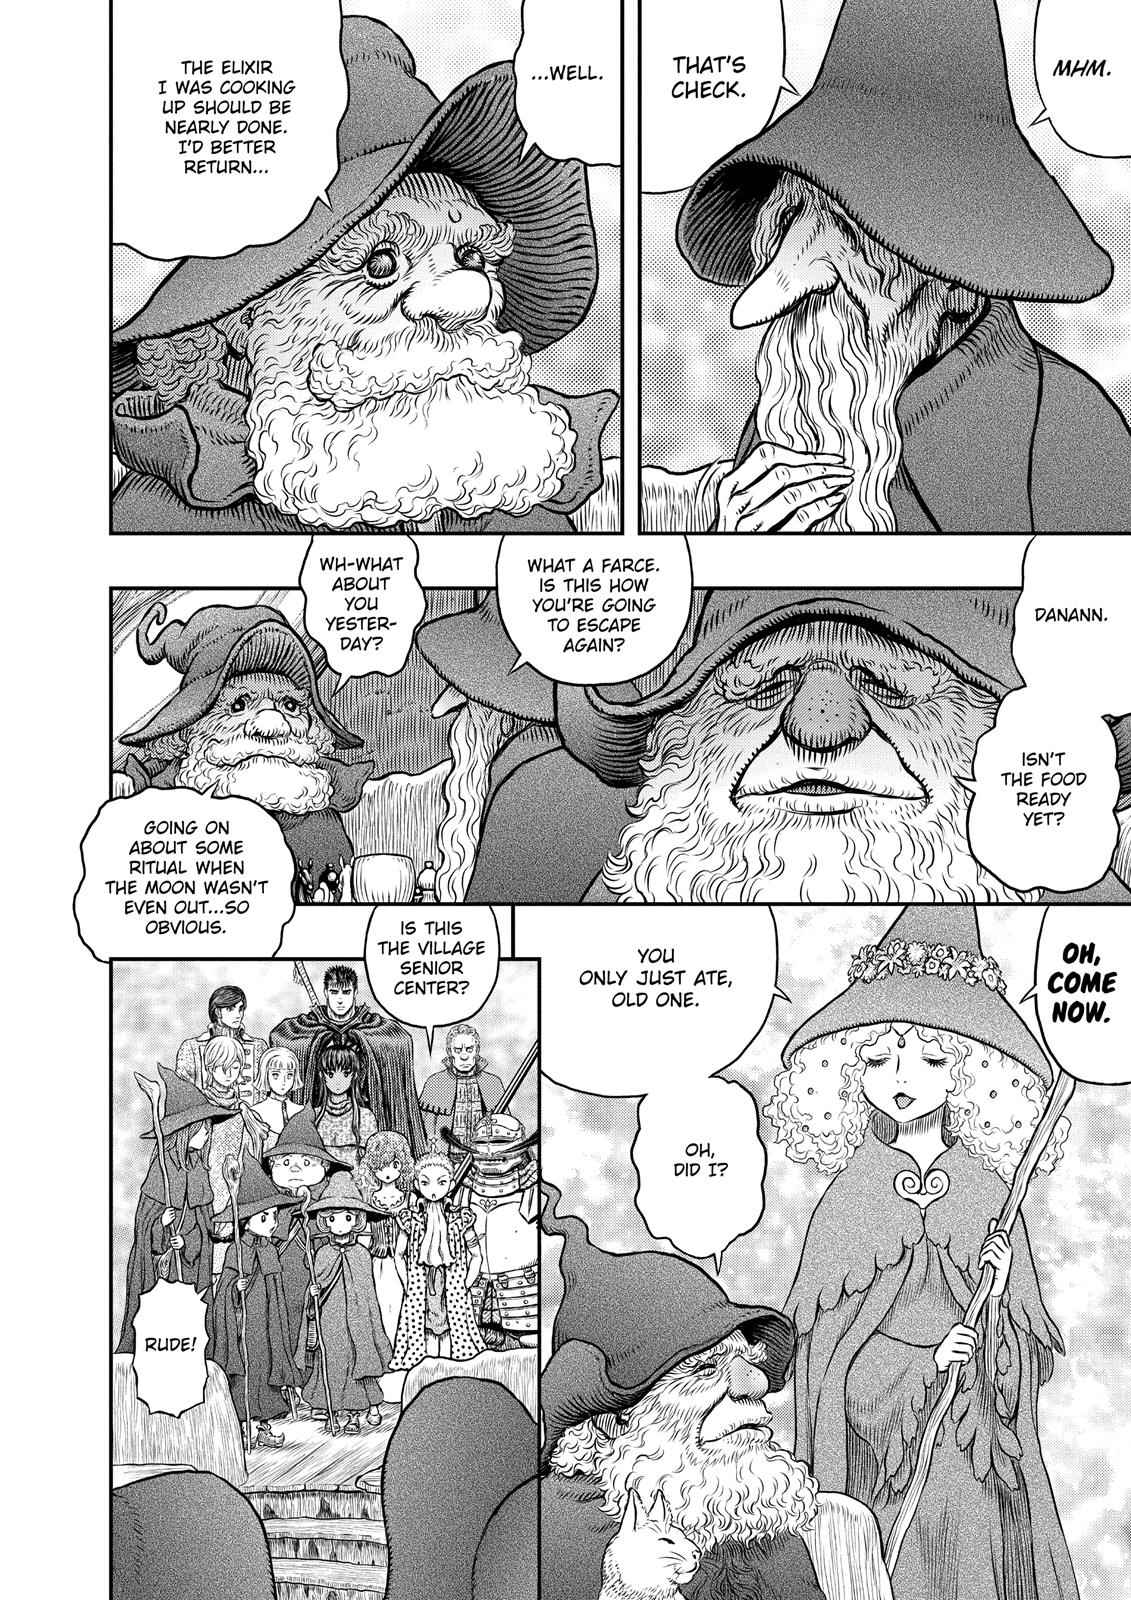 MHM.
THAT'S
CHECK.
...WELL.
THE ELIXIR
I WAS COOKING
UP SHOULD BE
NEARLY DONE.
I'D BETTER
RETURN...
DANANN.
ISN'T
THE FOOD
READY
YET?
WHAT A FARCE.
IS THIS HOW
YOU'RE GOING
TO ESCAPE
AGAIN?
WH-WHAT
ABOUT
YOU
YESTER-
DAY?
GOING ON
ABOUT SOME
RITUAL WHEN
THE MOON WASN'T
EVEN OUT...SO
OBVIOUS.
OH,
COME
NOW.
YOU
ONLY JUST ATE,
OLD ONE.
OH,
DID I?
IS THIS
THE VILLAGE
SENIOR
CENTER?
RUDE!